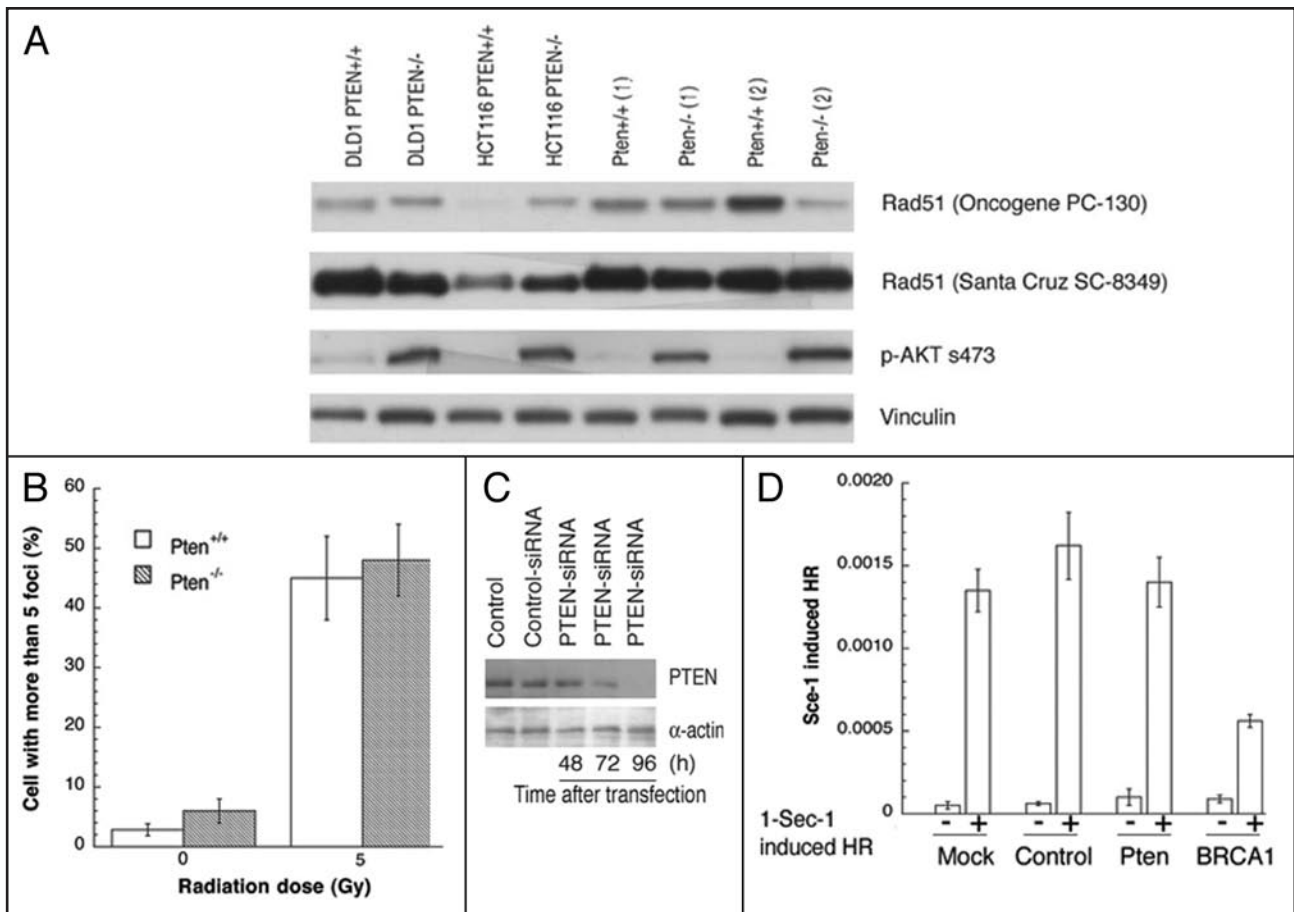 A
DLD1 PTEN+/+
DLD1 PTEN-/-
HCT116 PTEN+/+
HCT116 PTEN-/-
Pten+/+ (1)
Pten-/- (1)
Pten+/+ (2)
Pten-/- (2)
Rad51 (Oncogene PC-130)
Rad51 (Santa Cruz SC-8349)
p-AKT s473
Vinculin
B
Cell with more than 5 foci (%)
60
50
40
30
20
10
0
Pten+/+
Pten-/-
0 5
Radiation dose (Gy)
C
Control
Control-siRNA
PTEN-siRNA
PTEN-siRNA
PTEN-siRNA
PTEN
α-actin
48 72 96 (h)
Time after transfection
D
Sce-1 induced HR
0.0020
0.0015
0.0010
0.0005
0
1-Sec-1
induced HR
- + - + - + - +
Mock Control Pten BRCA1